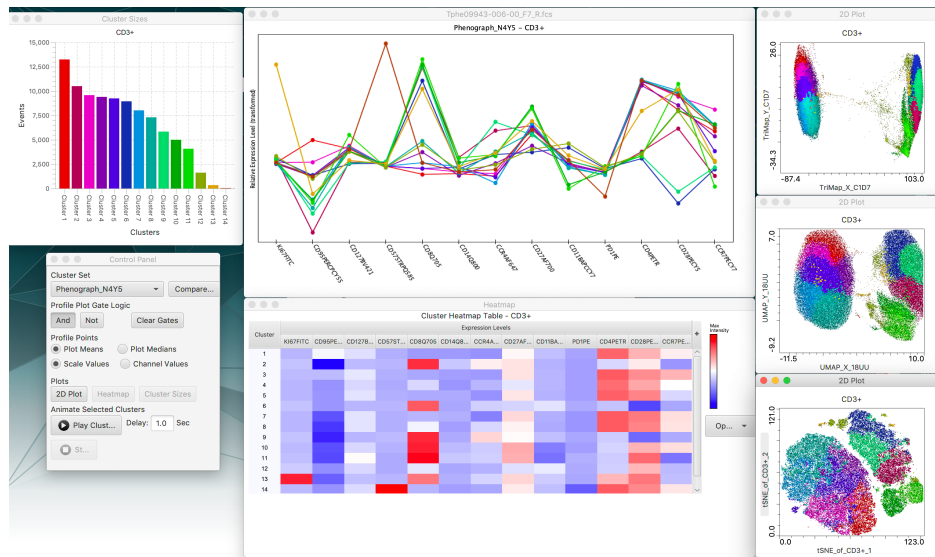 Cluster Sizes
CD3+
15,000
12,500
10,000
7,500
5,000
2,500
0
Events
Cluster 1
Cluster 2
Cluster 3
Cluster 4
Cluster 5
Cluster 6
Cluster 7
Cluster 8
Cluster 9
Cluster 10
Cluster 11
Cluster 12
Cluster 13
Cluster 14
Clusters
Control Panel
Cluster Set
Phenograph_N4Y5
Compare...
Profile Plot Gate Logic
And Not Clear Gates
Profile Points
Plot Means Plot Medians
Scale Values Channel Values
Plots
2D Plot Heatmap Cluster Sizes
Animate Selected Clusters
Play Clust... Delay: 1.0 Sec
St...
Tphe09943-006-00_F7_R.fcs
Phenograph_N4Y5 - CD3+
Relative Expression Level (transformed)
KI67FITC
CD95PERCPCY55
CD127BV421
CD57STRPQ585
CD8Q705
CD14Q800
CCR4AF647
CD27AF700
CD11BAPCCY7
PD1PE
CD4PETR
CD28PECY5
CCR7PECY7
Heatmap
Cluster Heatmap Table - CD3+
Cluster Expression Levels +
KI67FITC CD95PE... CD127B... CD57ST... CD8Q705 CD14Q8... CCR4A... CD27AF... CD11BA... PD1PE CD4PETR CD28PE... CCR7PE...
1
2
3
4
5
6
7
8
9
10
11
12
13
14
Max
Intensity
Op...
2D Plot
CD3+
26.0
TriMap_Y_C1D7
-34.3
-87.4 103.0
TriMap_X_C1D7
2D Plot
CD3+
7.0
UMAP_Y_18UU
-9.2
-11.5 10.0
UMAP_X_18UU
2D Plot
CD3+
121.0
tSNE_of_CD3+_2
0.0
0.0 123.0
tSNE_of_CD3+_1